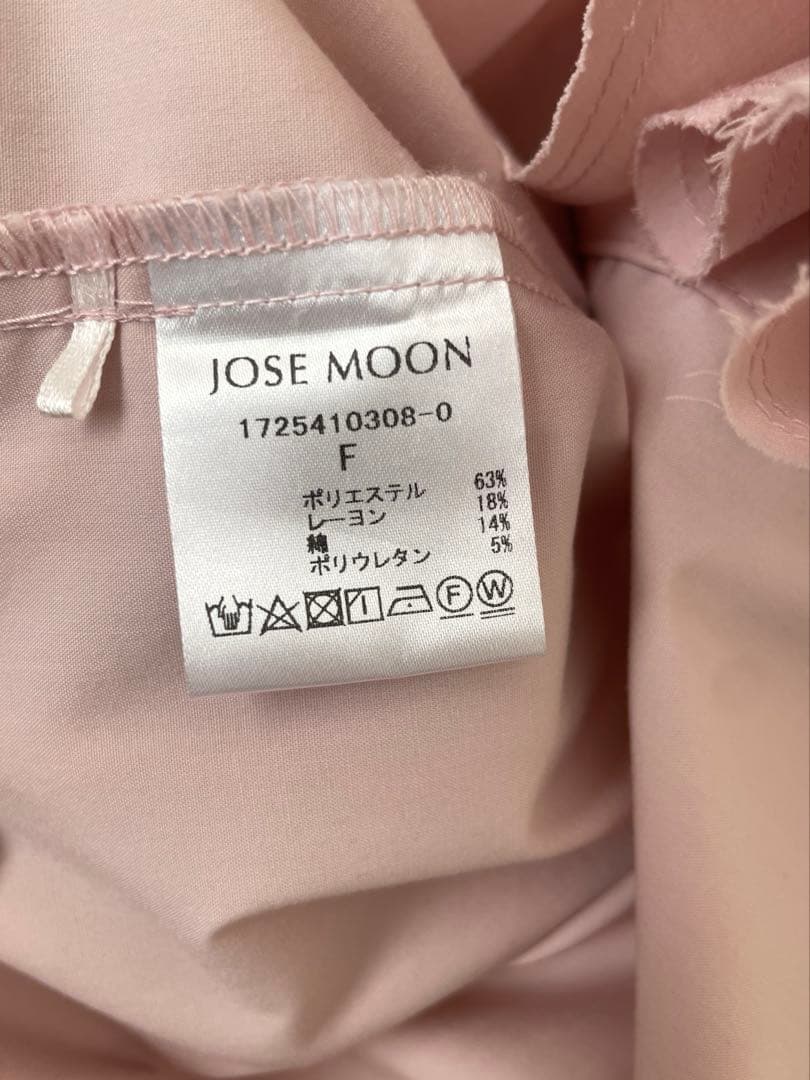 JOSE MOON
1725410308-0
F
ポリエステル 63%
レーヨン 18%
綿 14%
ポリウレタン 5%
F W